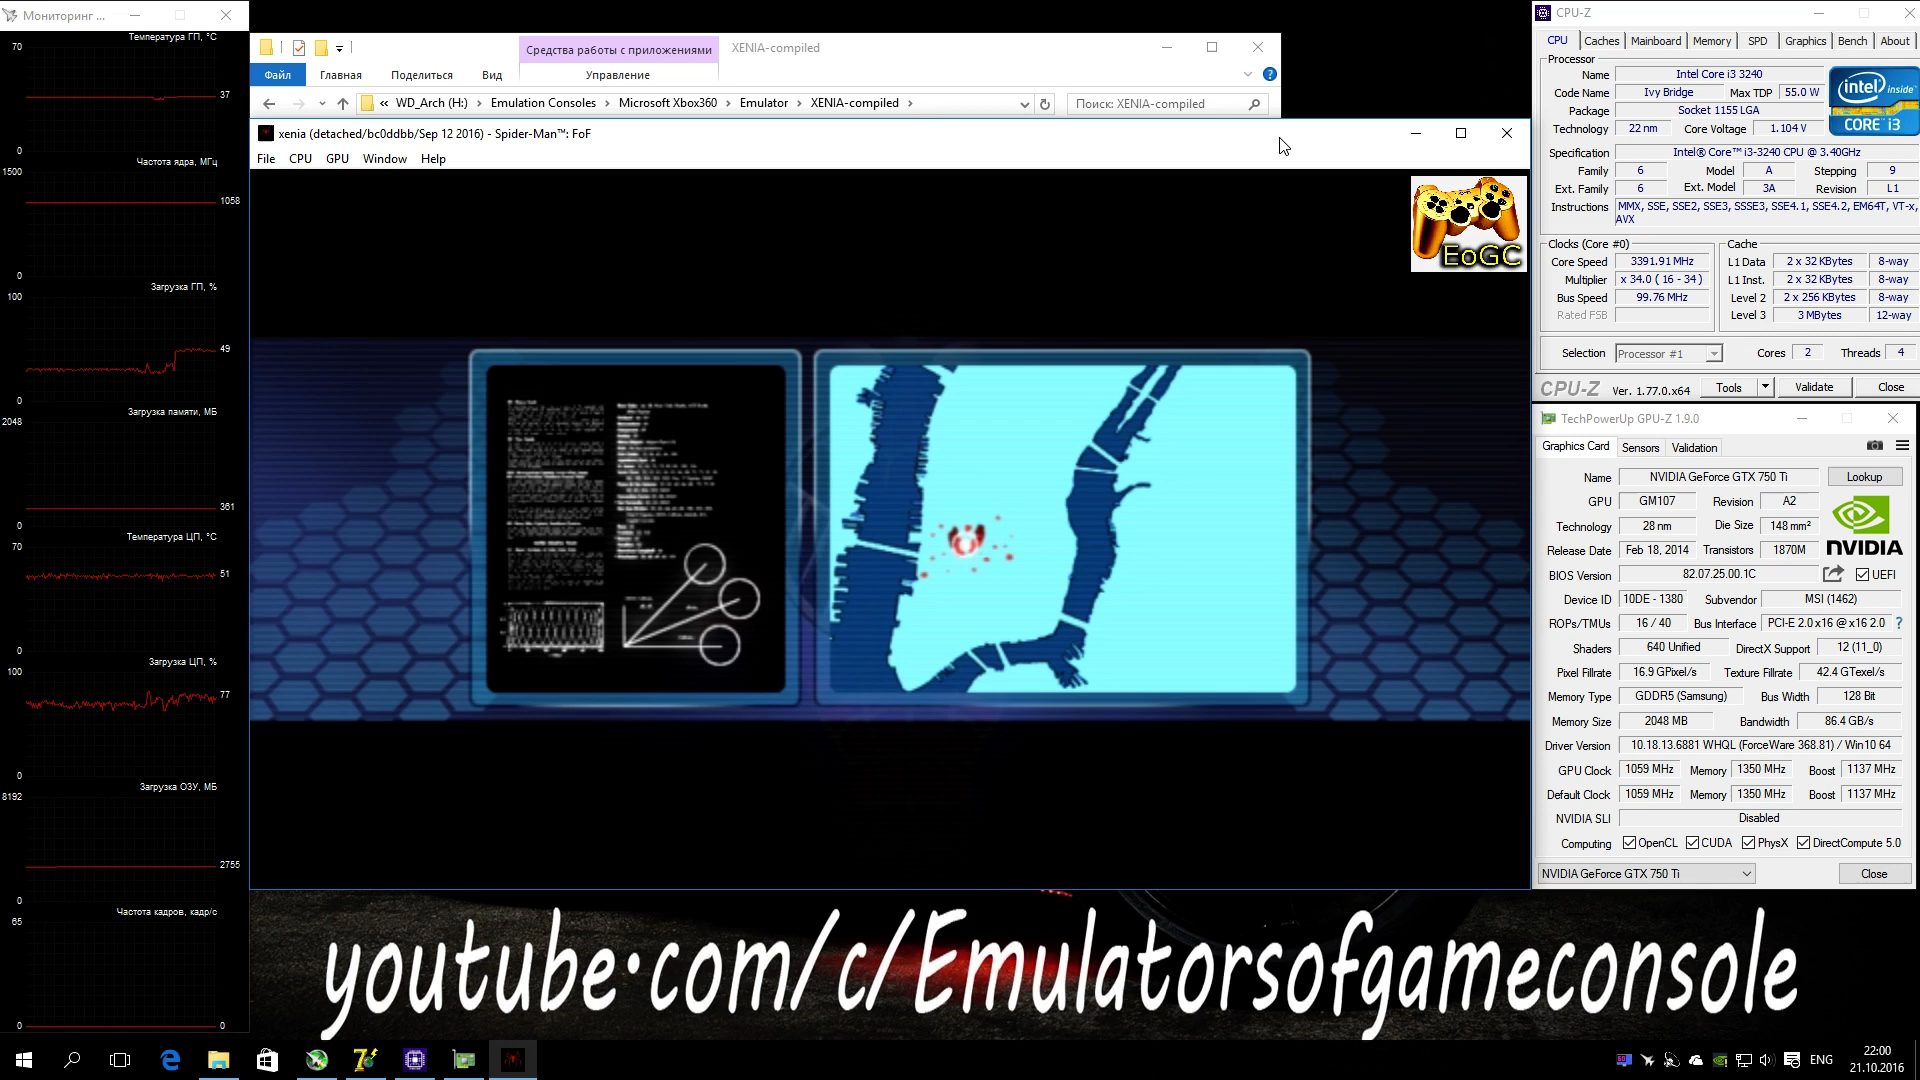 Мониторинг ...
Температура ГП, °C
70
37
0
Частота ядра, МГц
1500
1058
0
Загрузка ГП, %
100
49
0
Загрузка памяти, МБ
2048
361
0
Температура ЦП, °C
70
51
0
Загрузка ЦП, %
100
77
0
Загрузка ОЗУ, МБ
8192
2755
0
Частота кадров, кадр/с
65
0
0
Средства работы с приложениями
XENIA-compiled
Файл
Главная
Поделиться
Вид
Управление
« WD_Arch (H:) > Emulation Consoles > Microsoft Xbox360 > Emulator > XENIA-compiled >
Поиск: XENIA-compiled
xenia (detached/bc0ddbb/Sep 12 2016) - Spider-Man™: FoF
File CPU GPU Window Help
EoGC
youtube.com/c/Emulatorsofgameconsole
CPU-Z
CPU Caches Mainboard Memory SPD Graphics Bench About
Processor
Name Intel Core i3 3240
Code Name Ivy Bridge Max TDP 55.0 W
Package Socket 1155 LGA
Technology 22 nm Core Voltage 1.104 V
intel inside
CORE i3
Specification Intel® Core™ i3-3240 CPU @ 3.40GHz
Family 6 Model A Stepping 9
Ext. Family 6 Ext. Model 3A Revision L1
Instructions MMX, SSE, SSE2, SSE3, SSSE3, SSE4.1, SSE4.2, EM64T, VT-x,
AVX
Clocks (Core #0)
Core Speed 3391.91 MHz
Multiplier x 34.0 ( 16 - 34 )
Bus Speed 99.76 MHz
Rated FSB
Cache
L1 Data 2 x 32 KBytes 8-way
L1 Inst. 2 x 32 KBytes 8-way
Level 2 2 x 256 KBytes 8-way
Level 3 3 MBytes 12-way
Selection Processor #1 Cores 2 Threads 4
CPU-Z Ver. 1.77.0.x64 Tools Validate Close
TechPowerUp GPU-Z 1.9.0
Graphics Card Sensors Validation
Name NVIDIA GeForce GTX 750 Ti Lookup
GPU GM107 Revision A2
Technology 28 nm Die Size 148 mm²
Release Date Feb 18, 2014 Transistors 1870M
NVIDIA
BIOS Version 82.07.25.00.1C UEFI
Device ID 10DE - 1380 Subvendor MSI (1462)
ROPs/TMUs 16 / 40 Bus Interface PCI-E 2.0 x16 @ x16 2.0 ?
Shaders 640 Unified DirectX Support 12 (11_0)
Pixel Fillrate 16.9 GPixel/s Texture Fillrate 42.4 GTexel/s
Memory Type GDDR5 (Samsung) Bus Width 128 Bit
Memory Size 2048 MB Bandwidth 86.4 GB/s
Driver Version 10.18.13.6881 WHQL (ForceWare 368.81) / Win10 64
GPU Clock 1059 MHz Memory 1350 MHz Boost 1137 MHz
Default Clock 1059 MHz Memory 1350 MHz Boost 1137 MHz
NVIDIA SLI Disabled
Computing OpenCL CUDA PhysX DirectCompute 5.0
NVIDIA GeForce GTX 750 Ti Close
ENG
22:00
21.10.2016